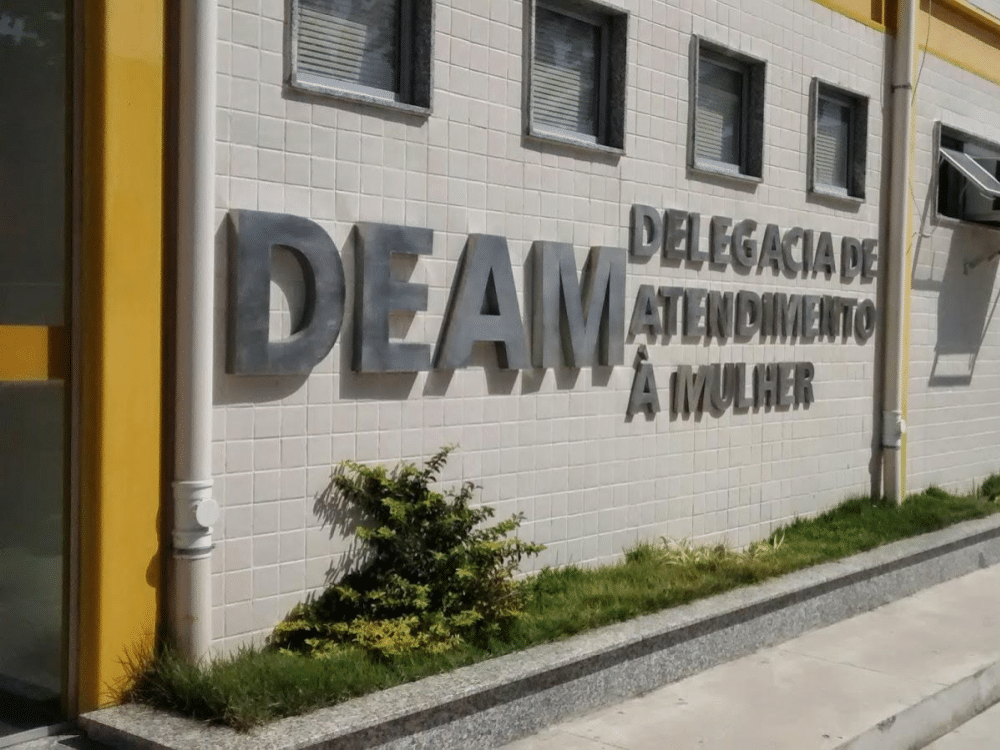 DEAM
DELEGACIA DE
ATENDIMENTO
À MULHER